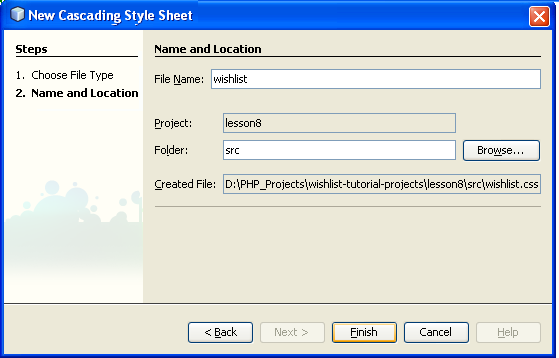 New Cascading Style Sheet
Steps
1. Choose File Type
2. Name and Location
Name and Location
File Name: wishlist
Project: lesson8
Folder: src Browse...
Created File: D:\PHP_Projects\wishlist-tutorial-projects\lesson8\src\wishlist.css
< Back Next > Finish Cancel Help